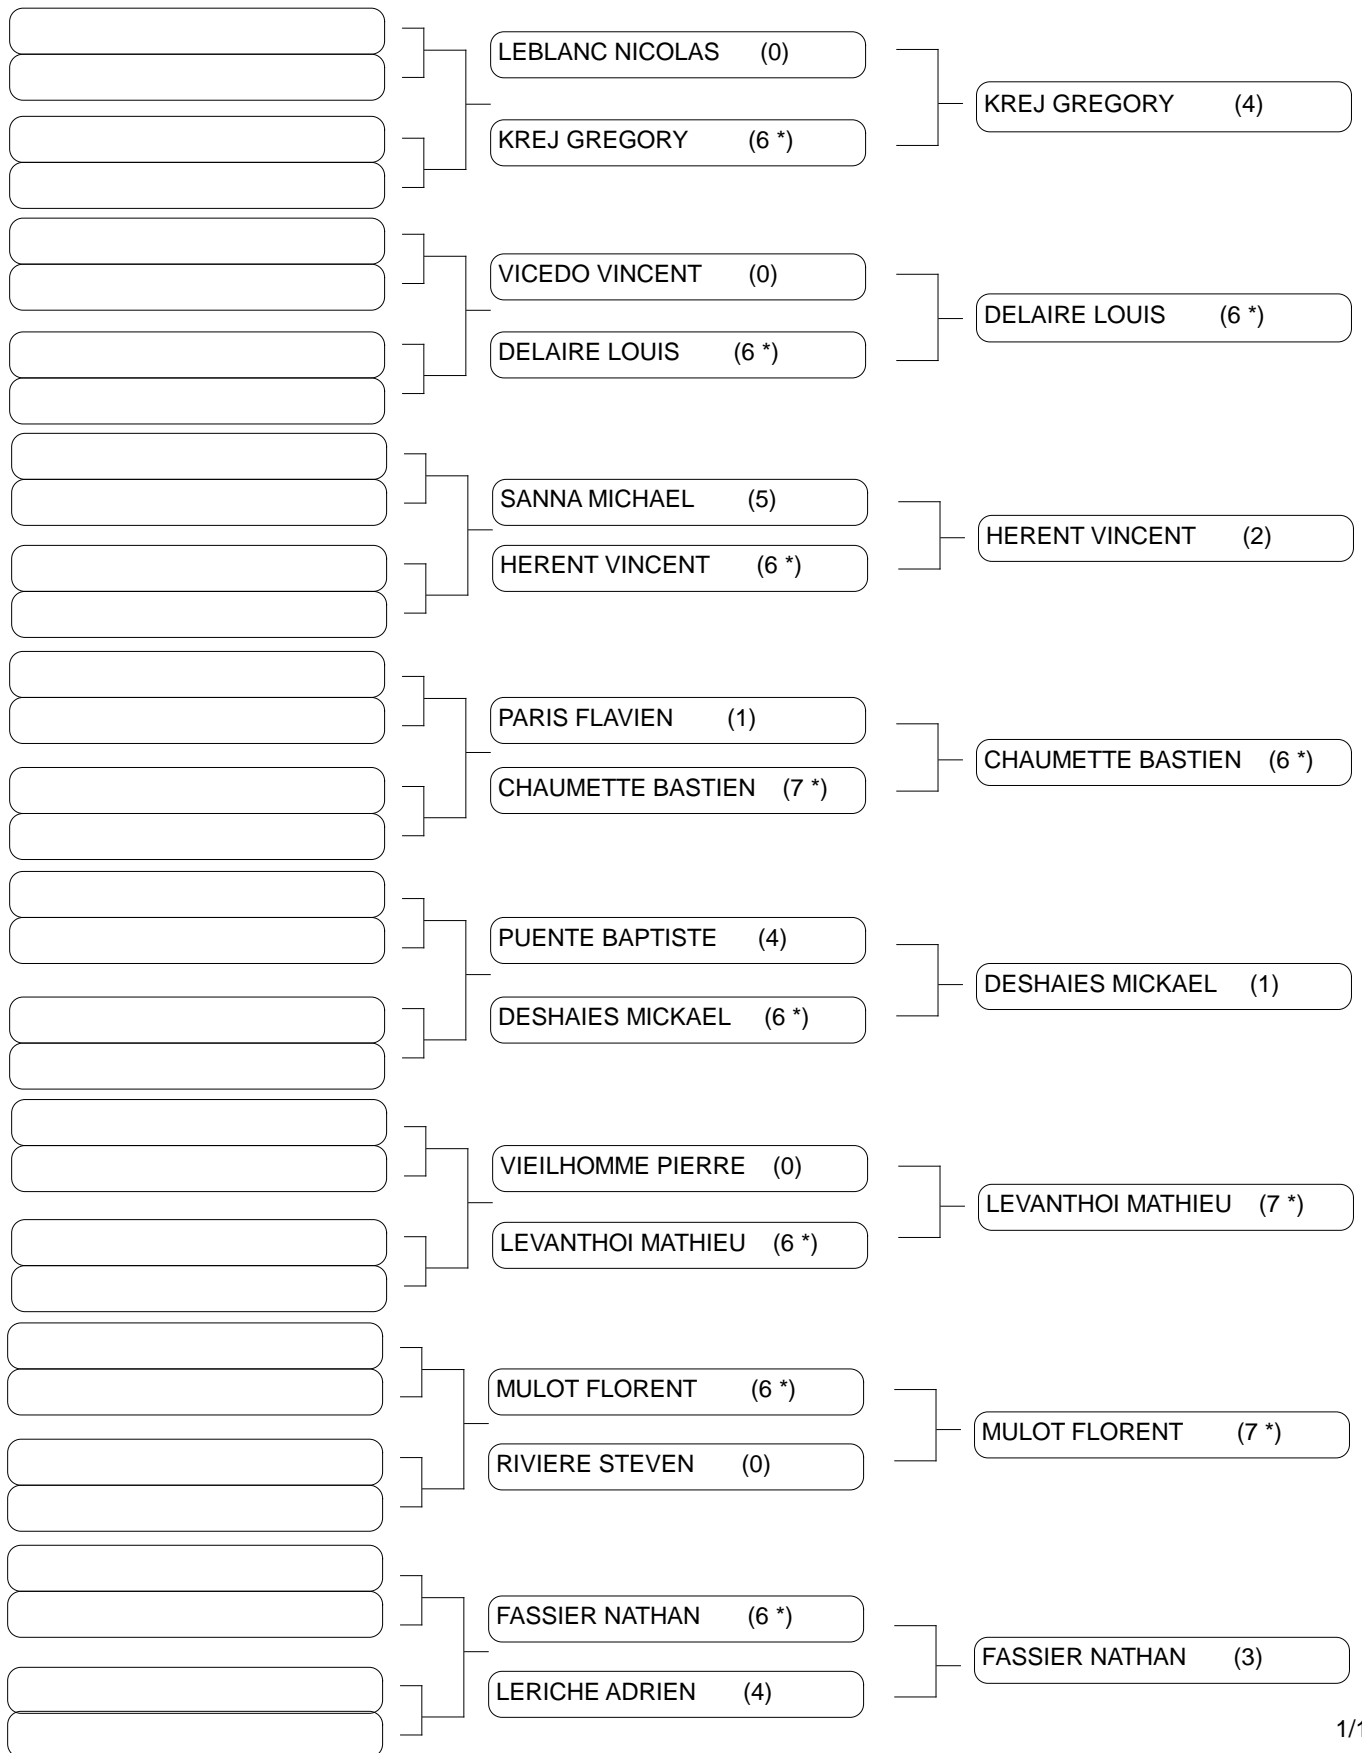 LEBLANC NICOLAS (0)
KREJ GREGORY (6 *)
KREJ GREGORY (4)
VICEDO VINCENT (0)
DELAIRE LOUIS (6 *)
DELAIRE LOUIS (6 *)
SANNA MICHAEL (5)
HERENT VINCENT (6 *)
HERENT VINCENT (2)
PARIS FLAVIEN (1)
CHAUMETTE BASTIEN (7 *)
CHAUMETTE BASTIEN (6 *)
PUENTE BAPTISTE (4)
DESHAIES MICKAEL (6 *)
DESHAIES MICKAEL (1)
VIEILHOMME PIERRE (0)
LEVANTHOI MATHIEU (6 *)
LEVANTHOI MATHIEU (7 *)
MULOT FLORENT (6 *)
RIVIERE STEVEN (0)
MULOT FLORENT (7 *)
FASSIER NATHAN (6 *)
LERICHE ADRIEN (4)
FASSIER NATHAN (3)
1/1